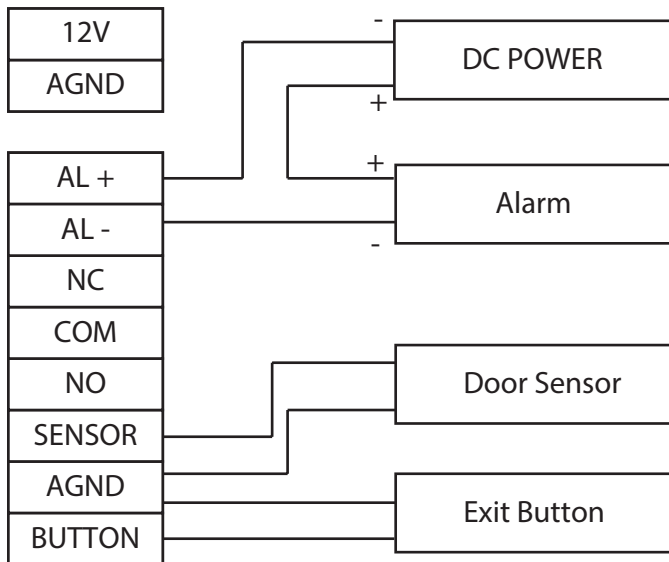 12V
AGND
AL +
AL -
NC
COM
NO
SENSOR
AGND
BUTTON
-
DC POWER
+
+
Alarm
-
Door Sensor
Exit Button